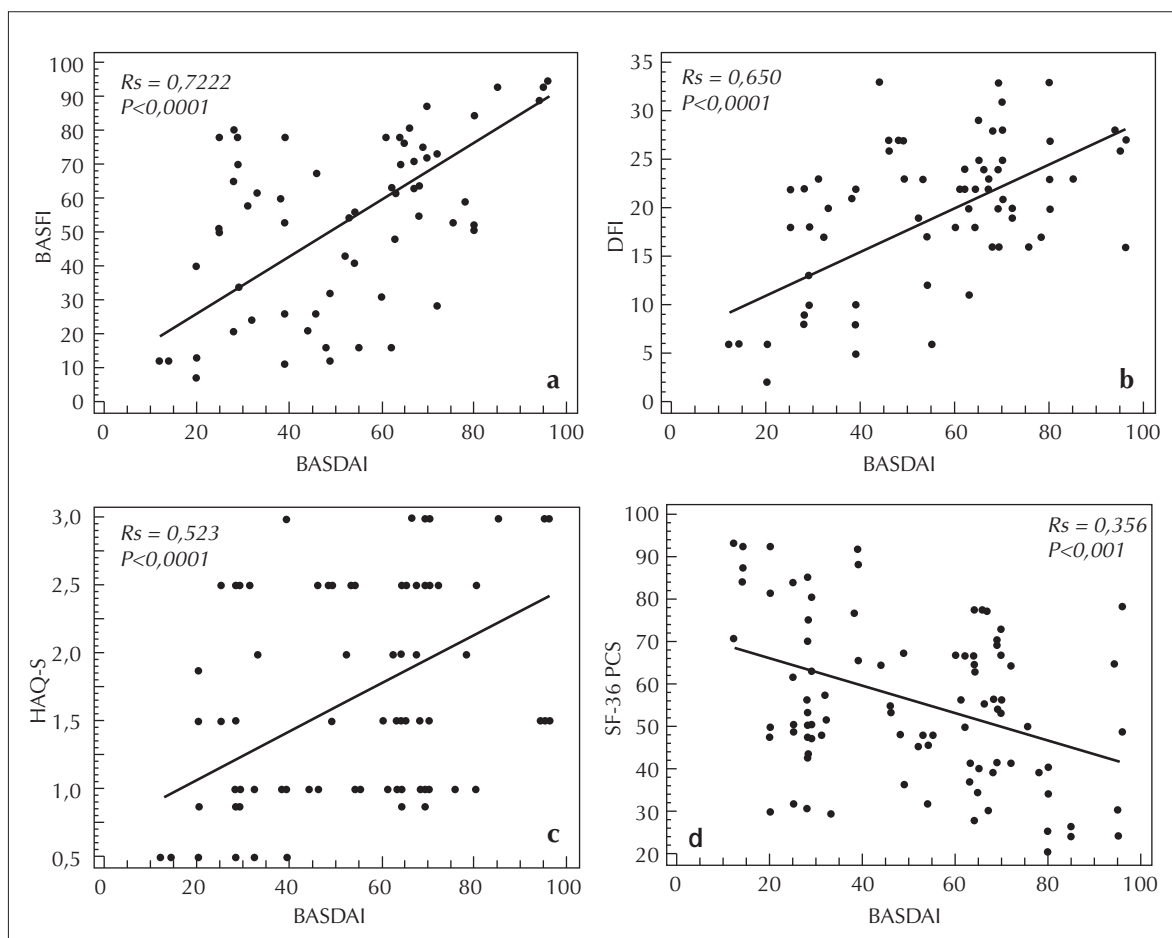 Rs = 0,7222
P<0,0001
BASFI
100
90
80
70
60
50
40
30
20
10
0
a
0 20 40 60 80 100
BASDAI
Rs = 0,650
P<0,0001
DFI
35
30
25
20
15
10
5
0
b
0 20 40 60 80 100
BASDAI
Rs = 0,523
P<0,0001
HAQ-S
3,0
2,5
2,0
1,5
1,0
0,5
c
0 20 40 60 80 100
BASDAI
Rs = 0,356
P<0,001
SF-36 PCS
100
90
80
70
60
50
40
30
20
d
0 20 40 60 80 100
BASDAI